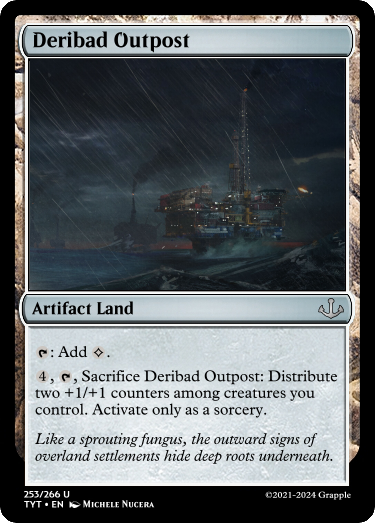 Deribad Outpost
Artifact Land
: Add .
4, , Sacrifice Deribad Outpost: Distribute
two +1/+1 counters among creatures you
control. Activate only as a sorcery.
Like a sprouting fungus, the outward signs of
overland settlements hide deep roots underneath.
253/266 U
TYT • EN Michele Nucera
©2021-2024 Grapple